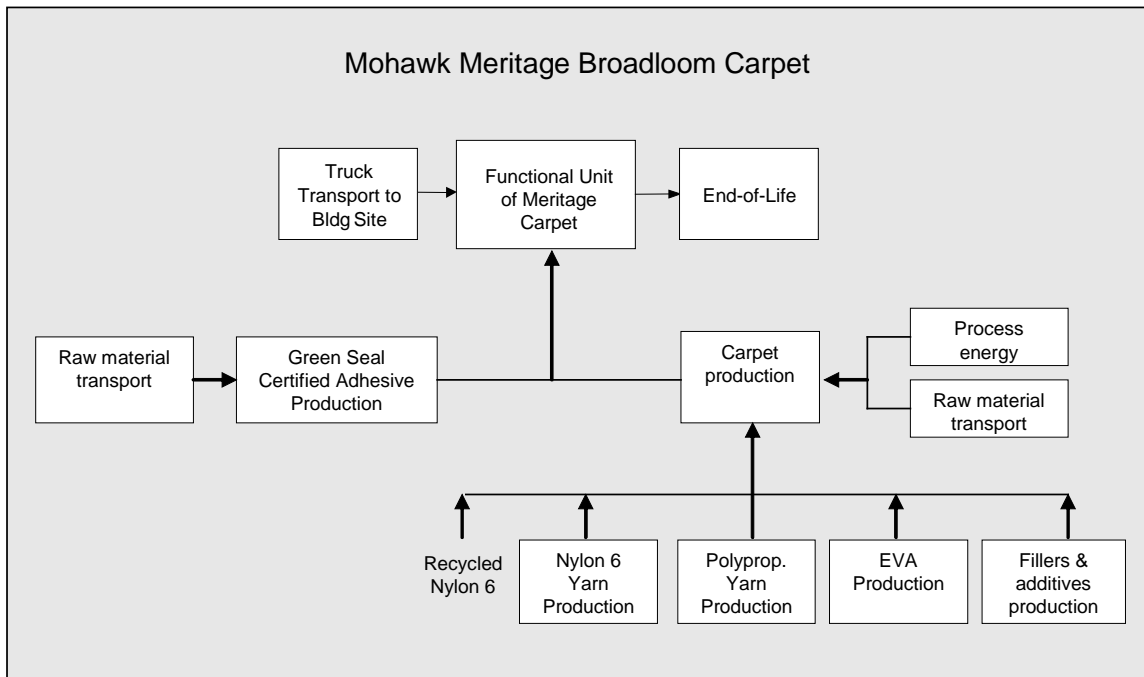 Mohawk Meritage Broadloom Carpet
Truck
Transport to
Bldg Site
Functional Unit
of Meritage
Carpet
End-of-Life
Raw material
transport
Green Seal
Certified Adhesive
Production
Carpet
production
Process
energy
Raw material
transport
Recycled
Nylon 6
Nylon 6
Yarn
Production
Polyprop.
Yarn
Production
EVA
Production
Fillers &
additives
production